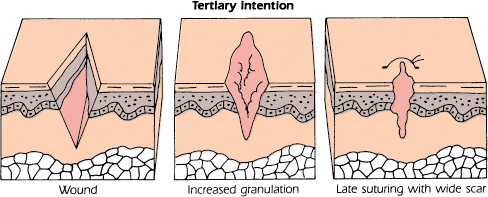 Tertiary Intention
Wound
Increased granulation
Late suturing with wide scar